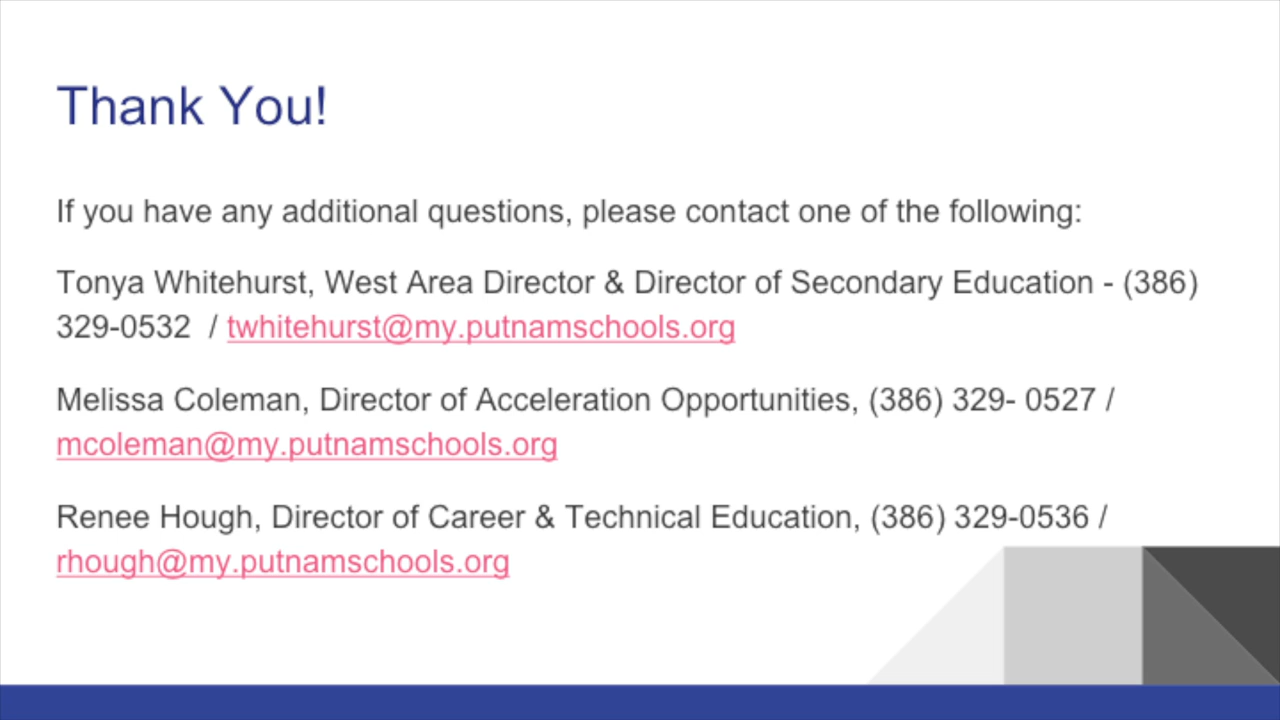 Thank You!
If you have any additional questions, please contact one of the following:
Tonya Whitehurst, West Area Director & Director of Secondary Education - (386)
329-0532  / twhitehurst@my.putnamschools.org
Melissa Coleman, Director of Acceleration Opportunities, (386) 329- 0527 /
mcoleman@my.putnamschools.org
Renee Hough, Director of Career & Technical Education, (386) 329-0536 /
rhough@my.putnamschools.org